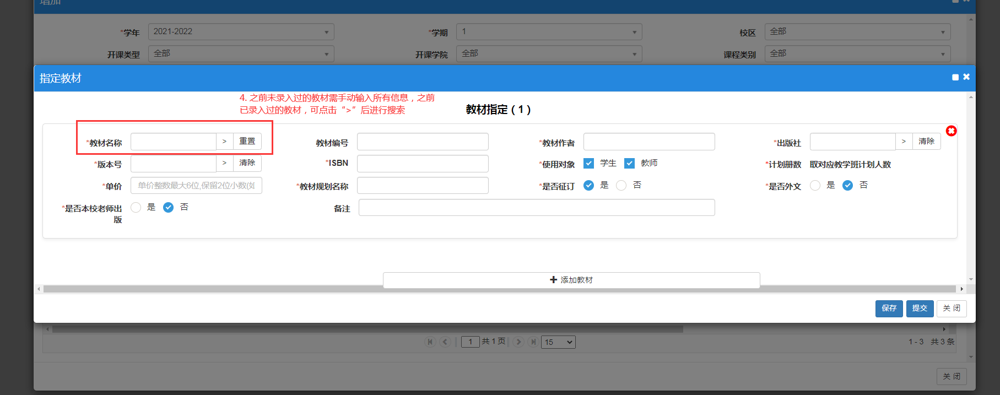 增加
*学年 2021-2022 *学期 1 校区 全部
开课类型 全部 开课学院 全部 课程类别 全部
指定教材
4. 之前未录入过的教材需手动输入所有信息，之前
已录入过的教材，可点击“>”后进行搜索
教材指定（1）
*教材名称 > 重置 教材编号 *教材作者 *出版社 > 清除
*版本号 > 清除 *ISBN *使用对象 学生 教师 *计划册数 取对应教学班计划人数
*单价 单价整数最大6位,保留2位小数(如 *教材规划名称 *是否征订 是 否 *是否外文 是 否
*是否本校老师出 是 否 备注
版
添加教材
保存 提交 关闭
1 共1页 15 1 - 3 共3条
关闭